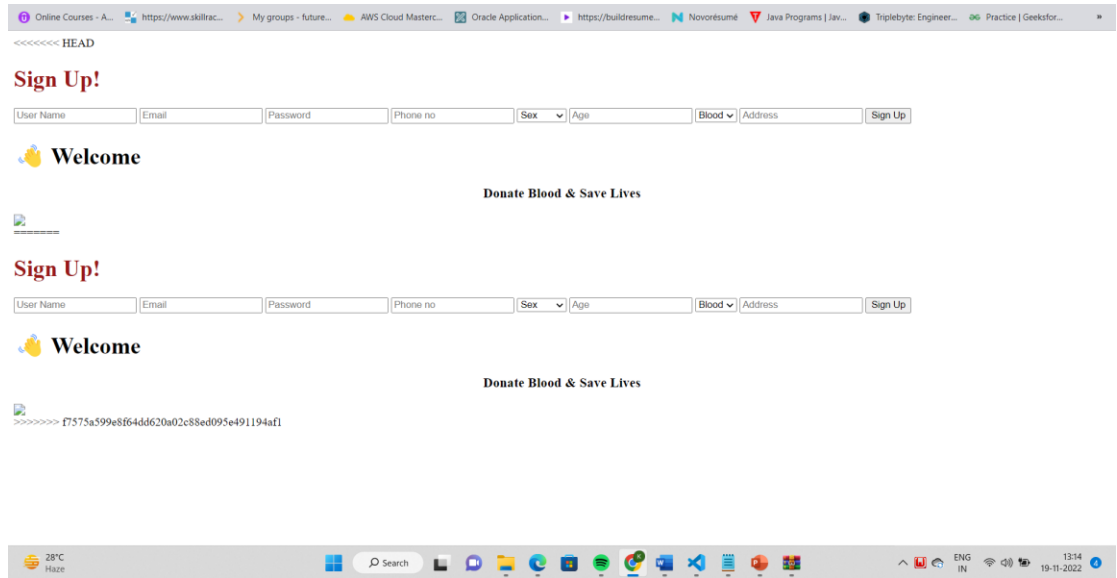 Online Courses - A... https://www.skillrac... My groups - future... AWS Cloud Masterc... Oracle Application... https://buildresume... Novorésumé Java Programs | Jav... Triplebyte: Engineer... Practice | Geeksfor... »
<<<<<<< HEAD
Sign Up!
User Name Email Password Phone no Sex Age Blood Address Sign Up
👋 Welcome
Donate Blood & Save Lives
=======
Sign Up!
User Name Email Password Phone no Sex Age Blood Address Sign Up
👋 Welcome
Donate Blood & Save Lives
>>>>>>> f7575a599e8f64dd620a02c88ed095e491194af1
28°C
Haze
Search
ENG
IN
13:14
19-11-2022
4